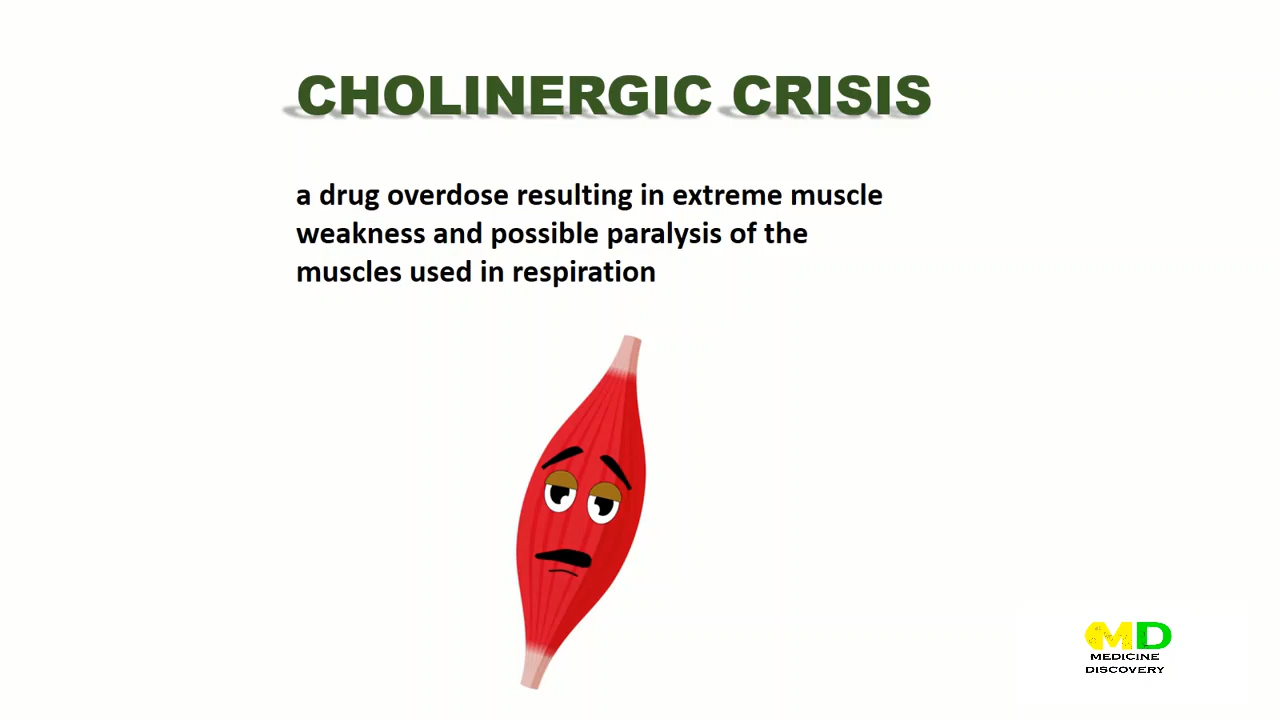 CHOLINERGIC CRISIS
a drug overdose resulting in extreme muscle
weakness and possible paralysis of the
muscles used in respiration
MD
MEDICINE
DISCOVERY